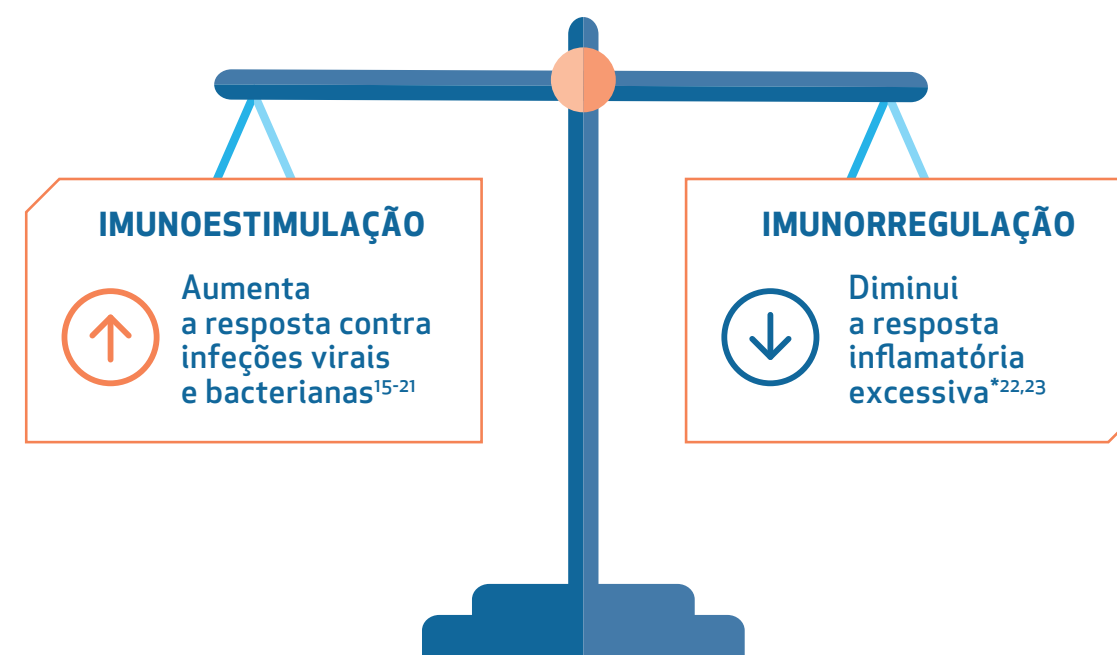 IMUNOESTIMULAÇÃO
Aumenta
a resposta contra
infeções virais
e bacterianas15-21
IMUNORREGULAÇÃO
Diminui
a resposta
inflamatória
excessiva*22,23